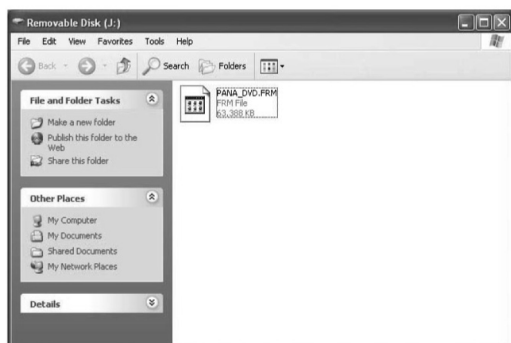 Removable Disk (J:)
File Edit View Favorites Tools Help
Back Search Folders
File and Folder Tasks
Make a new folder
Publish this folder to the
Web
Share this folder
Other Places
My Computer
My Documents
Shared Documents
My Network Places
Details
PANA_DVD.FRM
FRM File
63,388 KB